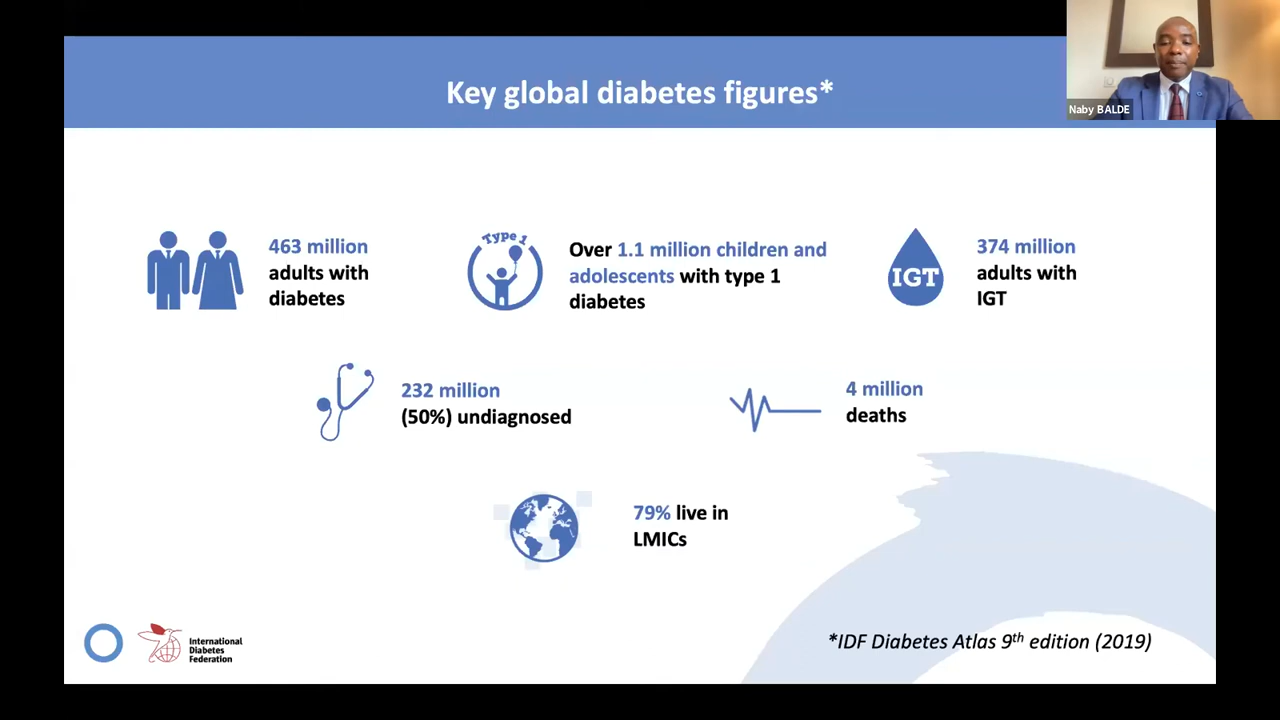 Key global diabetes figures*
Naby BALDE
463 million
adults with
diabetes
Type 1
Over 1.1 million children and
adolescents with type 1
diabetes
IGT
374 million
adults with
IGT
232 million
(50%) undiagnosed
4 million
deaths
79% live in
LMICs
International
Diabetes
Federation
*IDF Diabetes Atlas 9th edition (2019)